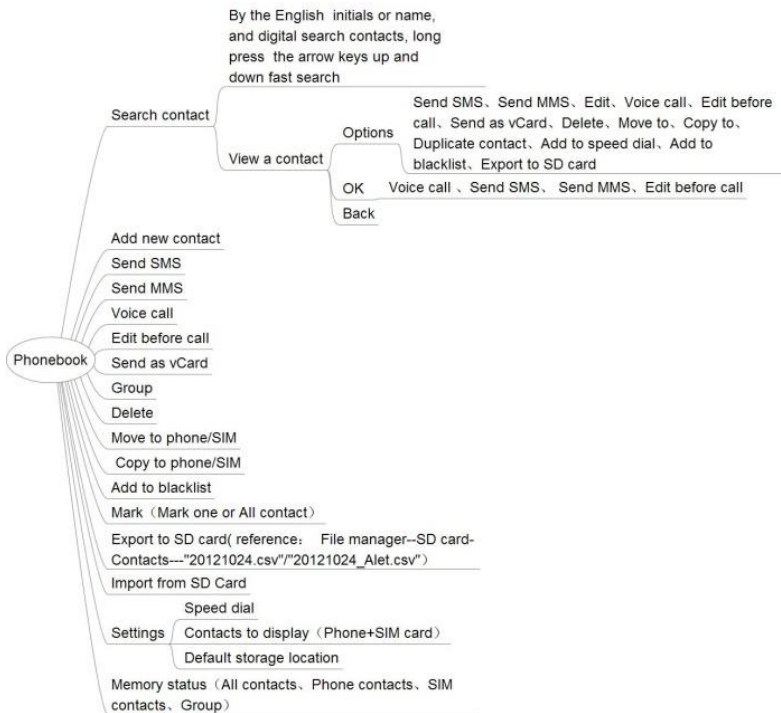 By the English  initials or name,
and digital search contacts, long
press  the arrow keys up and
down fast search
Search contact
View a contact
Options
Send SMS、Send MMS、Edit、Voice call、Edit before
call、Send as vCard、Delete、Move to、Copy to、
Duplicate contact、Add to speed dial、Add to
blacklist、Export to SD card
OK
Voice call 、Send SMS、 Send MMS、Edit before call
Back
Phonebook
Add new contact
Send SMS
Send MMS
Voice call
Edit before call
Send as vCard
Group
Delete
Move to phone/SIM
Copy to phone/SIM
Add to blacklist
Mark（Mark one or All contact）
Export to SD card( reference：  File manager--SD card-
Contacts---"20121024.csv"/"20121024_Alet.csv"）
Import from SD Card
Settings
Speed dial
Contacts to display（Phone+SIM card）
Default storage location
Memory status（All contacts、Phone contacts、SIM
contacts、Group）